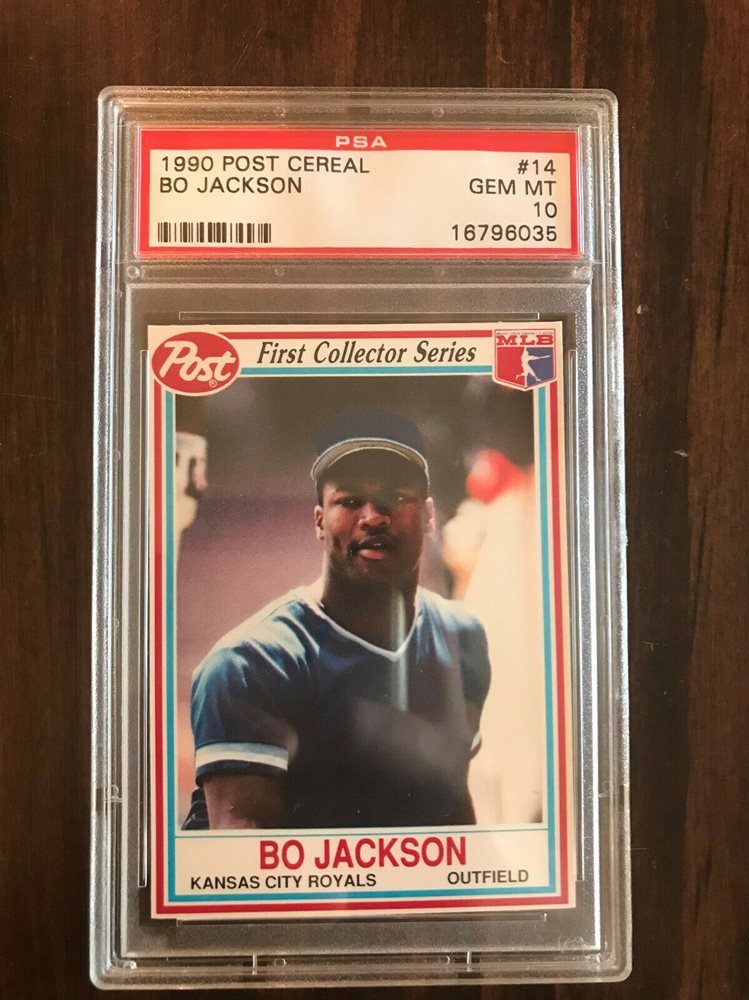 PSA
1990 POST CEREAL #14
BO JACKSON GEM MT
10
16796035
Post® First Collector Series MLB
BO JACKSON
KANSAS CITY ROYALS OUTFIELD